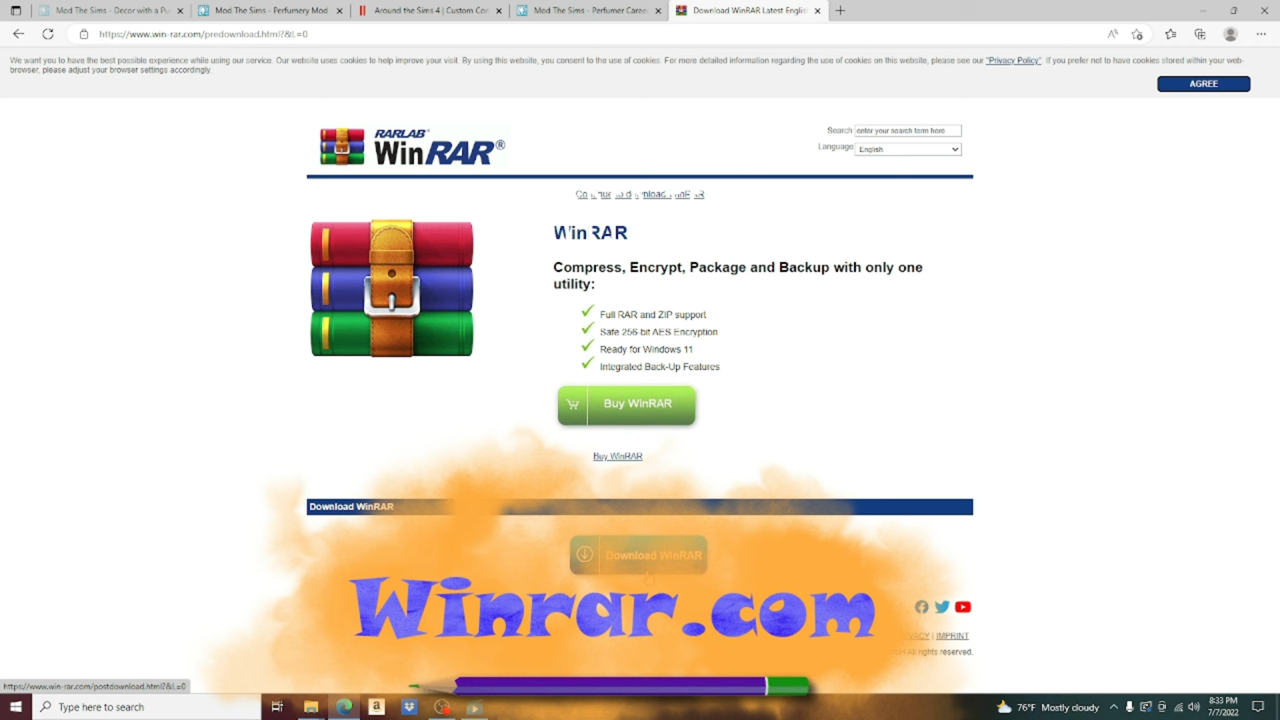 Mod The Sims - Decor with a Pu
Mod The Sims - Perfumery Mod
Around the Sims 4 | Custom Co
Mod The Sims - Perfumer Caree
Download WinRAR Latest Englis
https://www.win-rar.com/predownload.html?&L=0
We want you to have the best possible experience while using our service. Our website uses cookies to help improve your visit. By using this website, you consent to the use of cookies. For more detailed information regarding the use of cookies on this website, please see our "Privacy Policy". If you prefer not to have cookies stored within your web-
browser, please adjust your browser settings accordingly.
AGREE
RARLAB
WinRAR®
Search enter your search term here
Language English
WinRAR
Compress, Encrypt, Package and Backup with only one
utility:
Full RAR and ZIP support
Safe 256-bit AES Encryption
Ready for Windows 11
Integrated Back-Up Features
Buy WinRAR
Buy WinRAR
Download WinRAR
Download WinRAR
Winrar.com
IMPRINT
All rights reserved.
https://www.win-rar.com/postdownload.html?&L=0
Type here to search
76°F Mostly cloudy
8:33 PM
7/7/2022